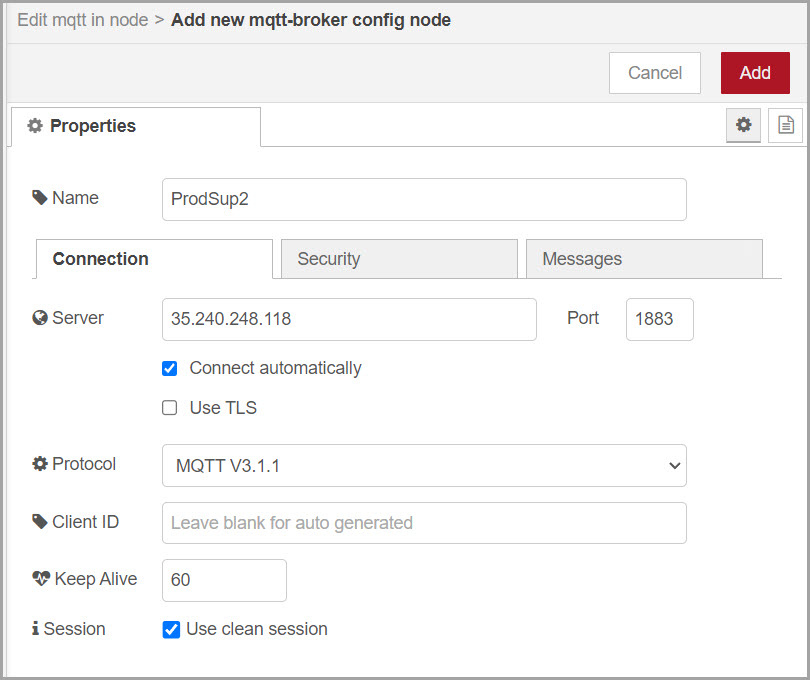 Edit mqtt in node > Add new mqtt-broker config node
Cancel Add
Properties
Name ProdSup2
Connection Security Messages
Server 35.240.248.118 Port 1883
Connect automatically
Use TLS
Protocol MQTT V3.1.1
Client ID Leave blank for auto generated
Keep Alive 60
Session Use clean session